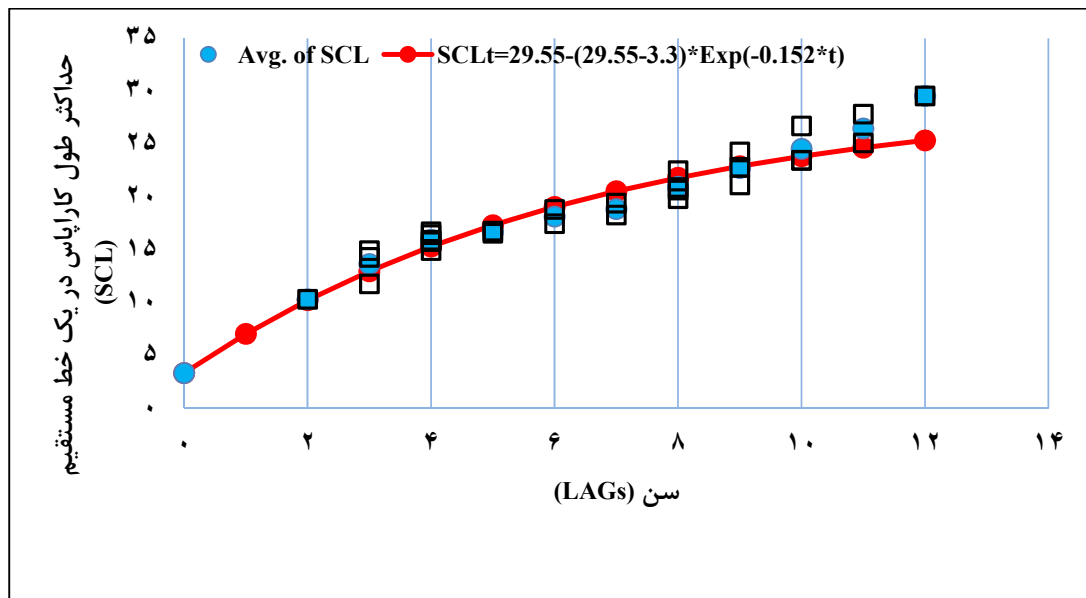 Avg. of SCL
SCLt=29.55-(29.55-3.3)*Exp(-0.152*t)
۳۵
۳۰
۲۵
۲۰
۱۵
۱۰
۵
۰
حداکثر طول کاراپاس در یک خط مستقیم
(SCL)
۰ ۲ ۴ ۶ ۸ ۱۰ ۱۲ ۱۴
سن (LAGs)